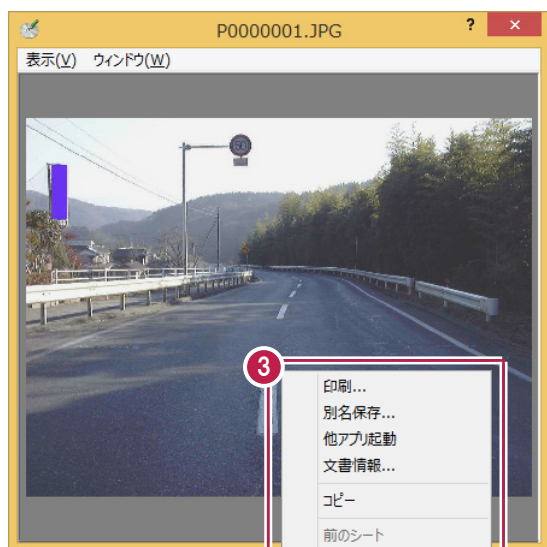 P0000001.JPG
?
×
表示(V) ウィンドウ(W)
50
3
印刷...
別名保存...
他アプリ起動
文書情報...
コピー
前のシート